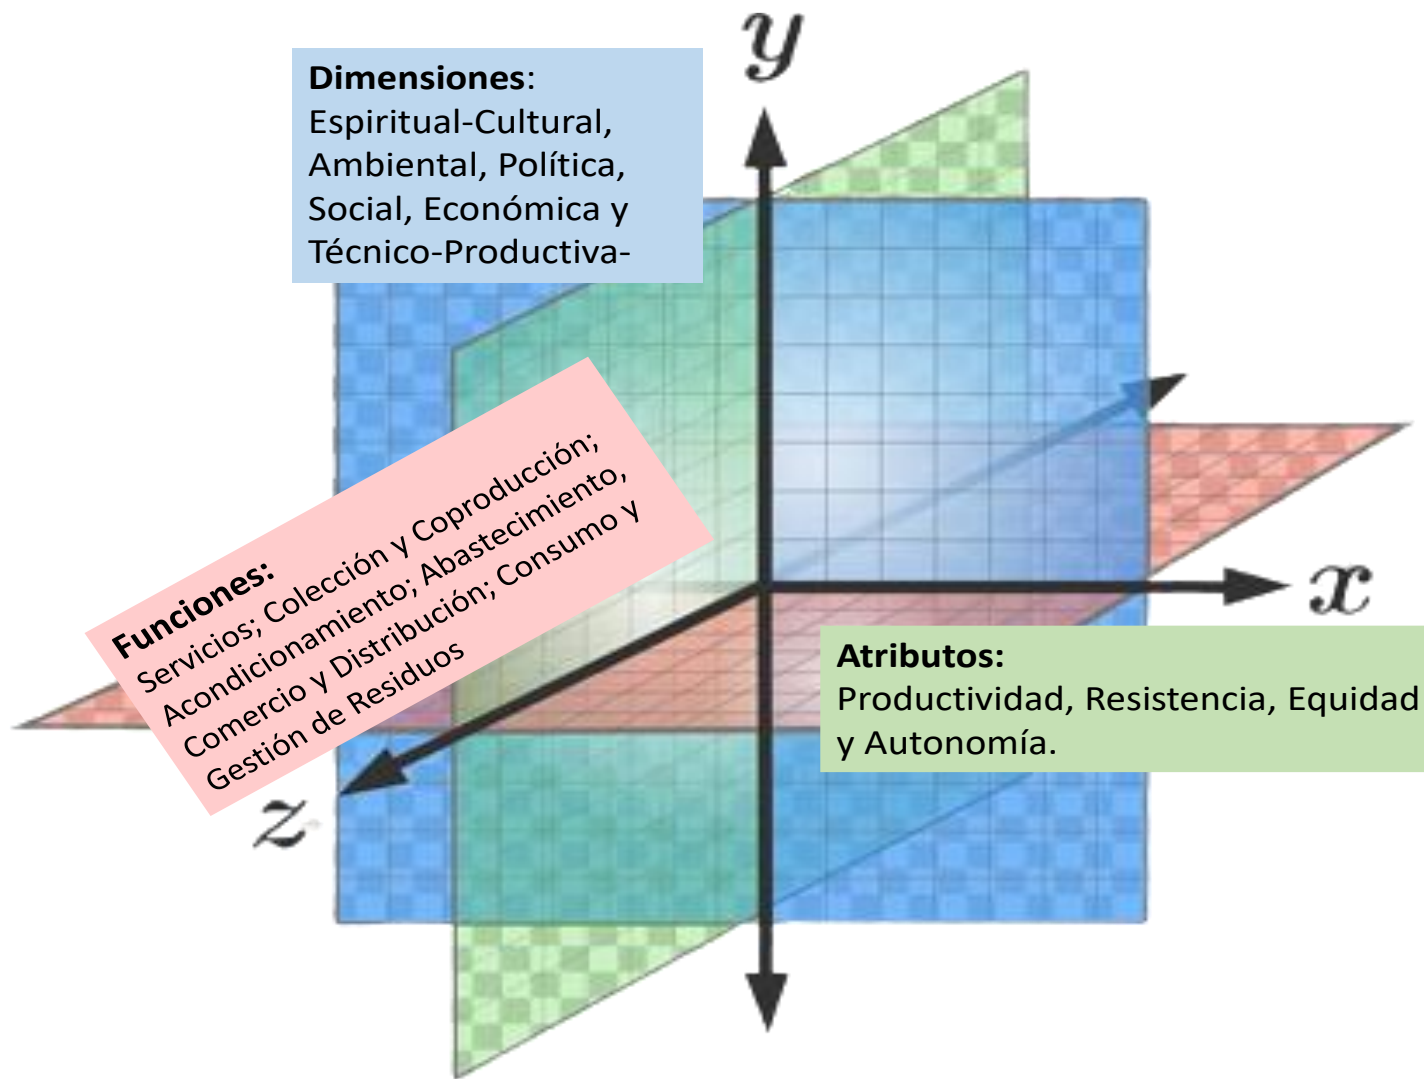 y
Dimensiones:
Espiritual-Cultural,
Ambiental, Política,
Social, Económica y
Técnico-Productiva-
Funciones:
Servicios; Colección y Coproducción;
Acondicionamiento; Abastecimiento,
Comercio y Distribución; Consumo y
Gestión de Residuos
x
Atributos:
Productividad, Resistencia, Equidad
y Autonomía.
z